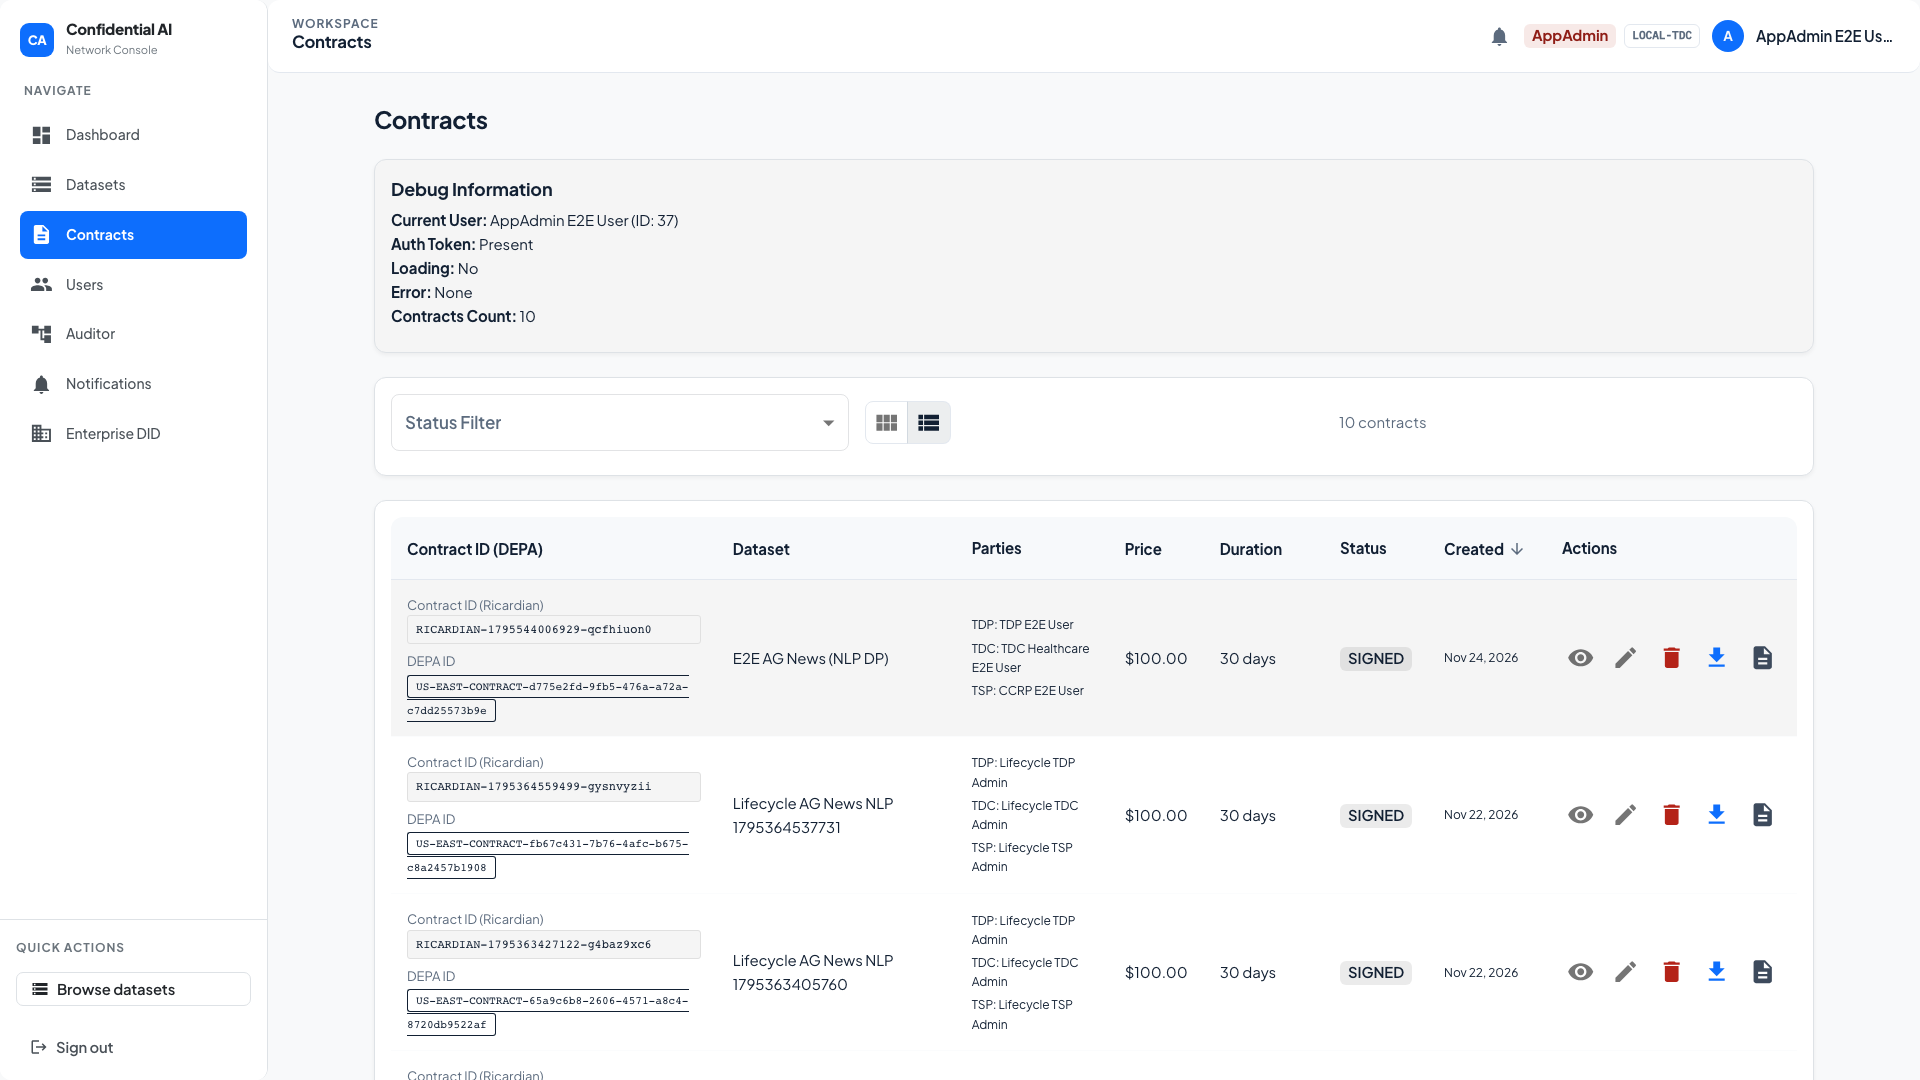 CA
Confidential AI
Network Console
NAVIGATE
Dashboard
Datasets
Contracts
Users
Auditor
Notifications
Enterprise DID
QUICK ACTIONS
Browse datasets
Sign out
WORKSPACE
Contracts
AppAdmin
LOCAL-TDC
A
AppAdmin E2E Us...
Contracts
Debug Information
Current User: AppAdmin E2E User (ID: 37)
Auth Token: Present
Loading: No
Error: None
Contracts Count: 10
Status Filter
10 contracts
Contract ID (DEPA) Dataset Parties Price Duration Status Created Actions
Contract ID (Ricardian)
RICARDIAN-1795544006929-qcfhiuon0
DEPA ID
US-EAST-CONTRACT-d775e2fd-9fb5-476a-a72a-
c7dd25573b9e
E2E AG News (NLP DP)
TDP: TDP E2E User
TDC: TDC Healthcare
E2E User
TSP: CCRP E2E User
$100.00
30 days
SIGNED
Nov 24, 2026
Contract ID (Ricardian)
RICARDIAN-1795364559499-gysnvyzii
DEPA ID
US-EAST-CONTRACT-fb67c431-7b76-4afc-b675-
c8a2457b1908
Lifecycle AG News NLP
1795364537731
TDP: Lifecycle TDP
Admin
TDC: Lifecycle TDC
Admin
TSP: Lifecycle TSP
Admin
$100.00
30 days
SIGNED
Nov 22, 2026
Contract ID (Ricardian)
RICARDIAN-1795363427122-g4baz9xc6
DEPA ID
US-EAST-CONTRACT-65a9c6b8-2606-4571-a8c4-
8720db9522af
Lifecycle AG News NLP
1795363405760
TDP: Lifecycle TDP
Admin
TDC: Lifecycle TDC
Admin
TSP: Lifecycle TSP
Admin
$100.00
30 days
SIGNED
Nov 22, 2026
Contract ID (Ricardian)